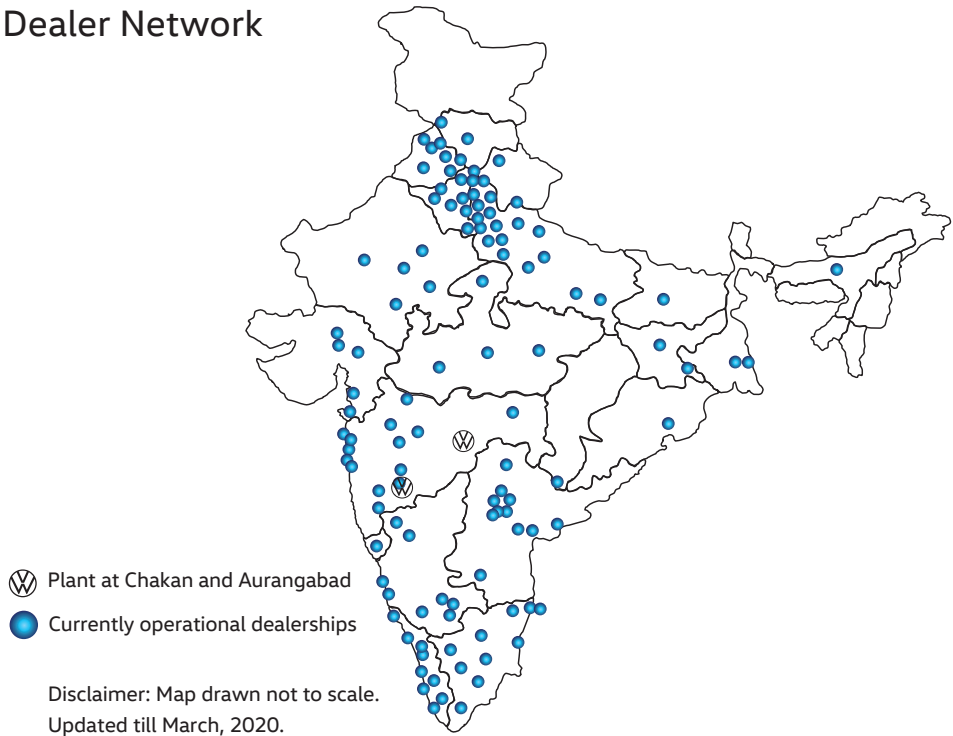 Dealer Network
Plant at Chakan and Aurangabad
Currently operational dealerships
Disclaimer: Map drawn not to scale.
Updated till March, 2020.